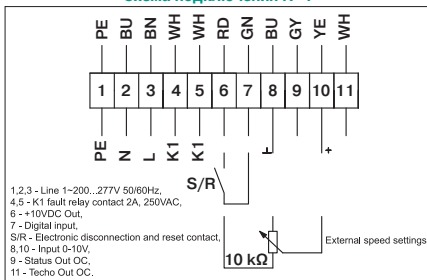 PE BU BN WH WH RD GN BU GY YE WH
1 2 3 4 5 6 7 8 9 10 11
PE N L K1 K1 ⊥ +
S/R
1,2,3 - Line 1~200...277V 50/60Hz,
4,5 - K1 fault relay contact 2A, 250VAC,
6 - +10VDC Out,
7 - Digital input,
S/R - Electronic disconnection and reset contact,
8,10 - Input 0-10V,
9 - Status Out OC,
11 - Techo Out OC.
10 kΩ
External speed settings